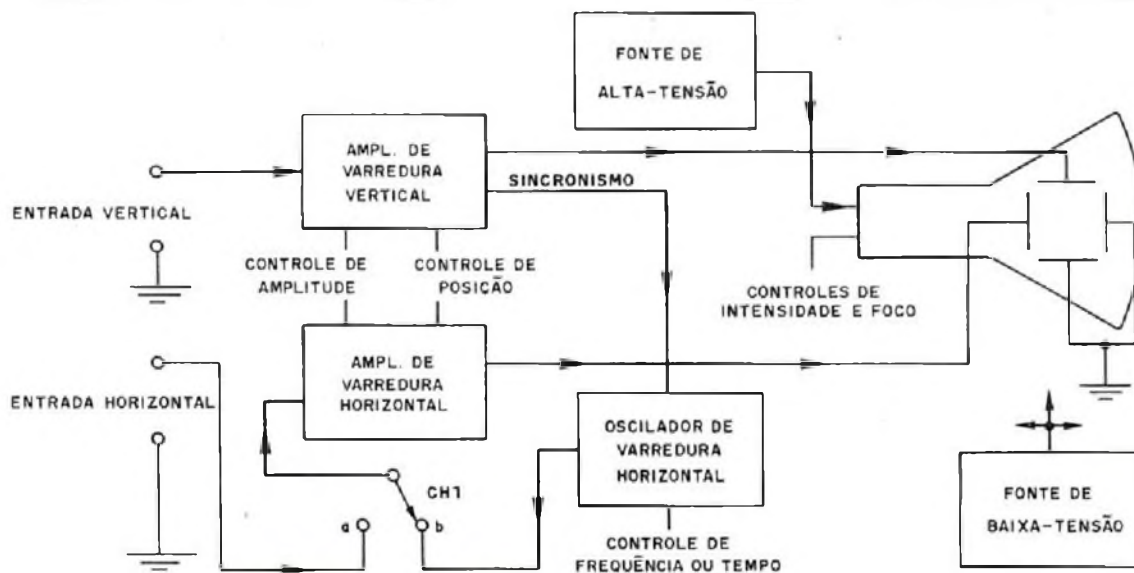 FONTE DE
ALTA-TENSÃO
AMPL. DE
VARREDURA
VERTICAL
SINCRONISMO
ENTRADA VERTICAL
CONTROLE DE
AMPLITUDE
CONTROLE DE
POSIÇÃO
CONTROLES DE
INTENSIDADE E FOCO
AMPL. DE
VARREDURA
HORIZONTAL
ENTRADA HORIZONTAL
OSCILADOR DE
VARREDURA
HORIZONTAL
CH1
a
b
FONTE DE
BAIXA-TENSÃO
CONTROLE DE
FREQUÊNCIA OU TEMPO